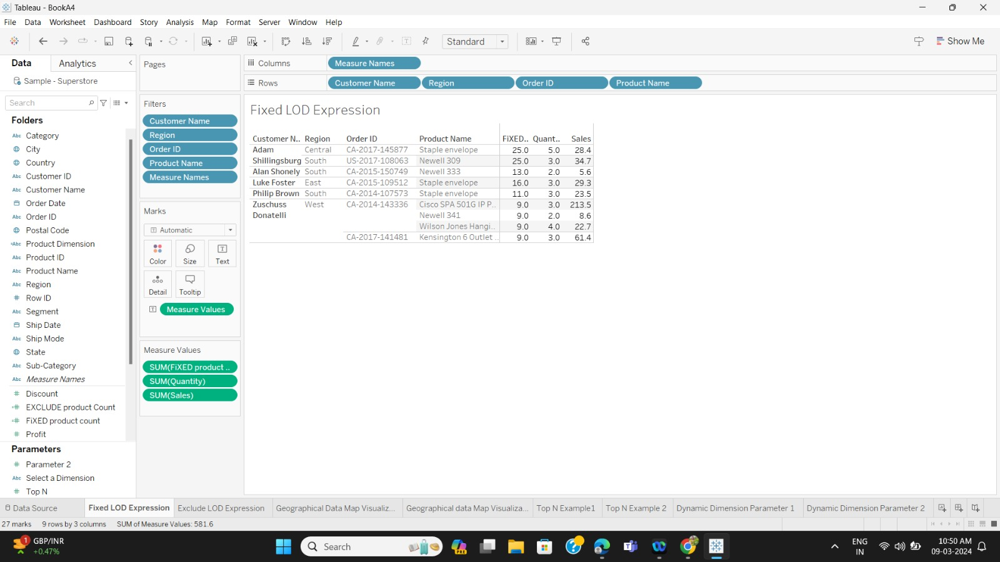 Tableau - BookA4
File Data Worksheet Dashboard Story Analysis Map Format Server Window Help
Standard
Show Me
Data Analytics
Sample - Superstore
Search
Folders
Abc Category
City
Country
Abc Customer ID
Abc Customer Name
Order Date
Abc Order ID
Postal Code
=Abc Product Dimension
Abc Product ID
Abc Product Name
Abc Region
# Row ID
Abc Segment
Ship Date
Abc Ship Mode
State
Abc Sub-Category
Abc Measure Names
# Discount
=# EXCLUDE product Count
=# FiXED product count
# Profit
Parameters
# Parameter 2
Abc Select a Dimension
# Top N
Pages
Filters
Customer Name
Region
Order ID
Product Name
Measure Names
Marks
Automatic
Color Size Text
Detail Tooltip
Measure Values
Measure Values
SUM(FiXED product ..
SUM(Quantity)
SUM(Sales)
Columns Measure Names
Rows Customer Name Region Order ID Product Name
Fixed LOD Expression
Customer N.. Region Order ID Product Name FiXED.. Quant.. Sales
Adam Central CA-2017-145877 Staple envelope 25.0 5.0 28.4
Shillingsburg South US-2017-108063 Newell 309 25.0 3.0 34.7
Alan Shonely South CA-2015-150749 Newell 333 13.0 2.0 5.6
Luke Foster East CA-2015-109512 Staple envelope 16.0 3.0 29.3
Philip Brown South CA-2014-107573 Staple envelope 11.0 3.0 23.5
Zuschuss West CA-2014-143336 Cisco SPA 501G IP P.. 9.0 3.0 213.5
Donatelli Newell 341 9.0 2.0 8.6
Wilson Jones Hangi.. 9.0 4.0 22.7
CA-2017-141481 Kensington 6 Outlet .. 9.0 3.0 61.4
Data Source Fixed LOD Expression Exclude LOD Expression Geographical Data Map Visualiz... Geographical data Map Visualiza... Top N Example1 Top N Example 2 Dynamic Dimension Parameter 1 Dynamic Dimension Parameter 2
27 marks 9 rows by 3 columns SUM of Measure Values: 581.6
1 GBP/INR
+0.47%
Search
PRE
ENG
IN
10:50 AM
09-03-2024